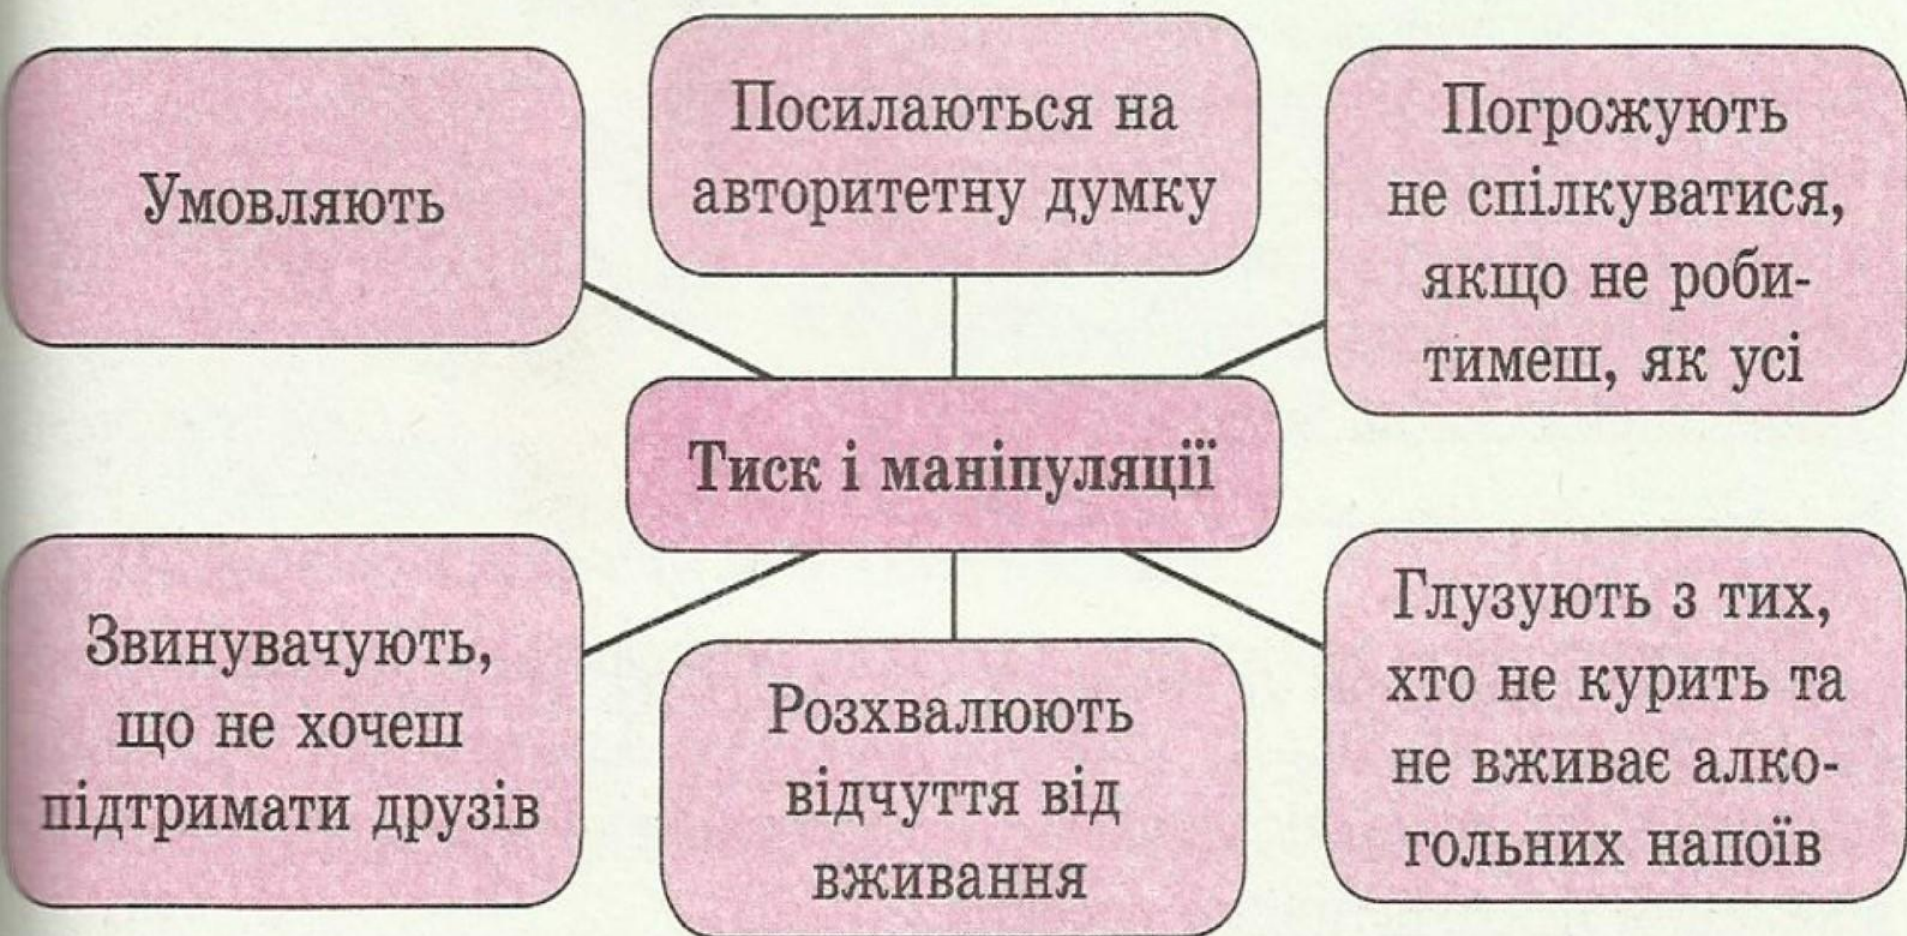 Умовляють
Посилаються на
авторитетну думку
Погрожують
не спілкуватися,
якщо не роби-
тимеш, як усі
Тиск і маніпуляції
Звинувачують,
що не хочеш
підтримати друзів
Розхвалюють
відчуття від
вживання
Глузують з тих,
хто не курить та
не вживає алко-
гольних напоїв